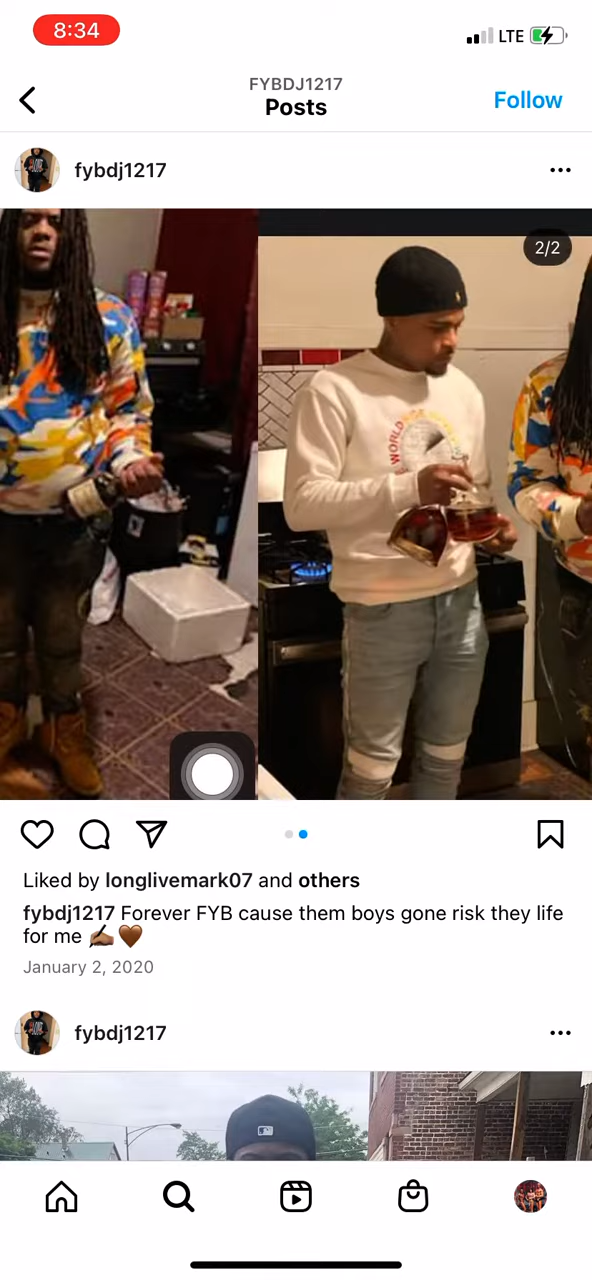 8:34
LTE
FYBDJ1217
Posts
Follow
fybdj1217
2/2
WORLD
Liked by longlivemark07 and others
fybdj1217 Forever FYB cause them boys gone risk they life
for me ✍🏾🤎
January 2, 2020
fybdj1217